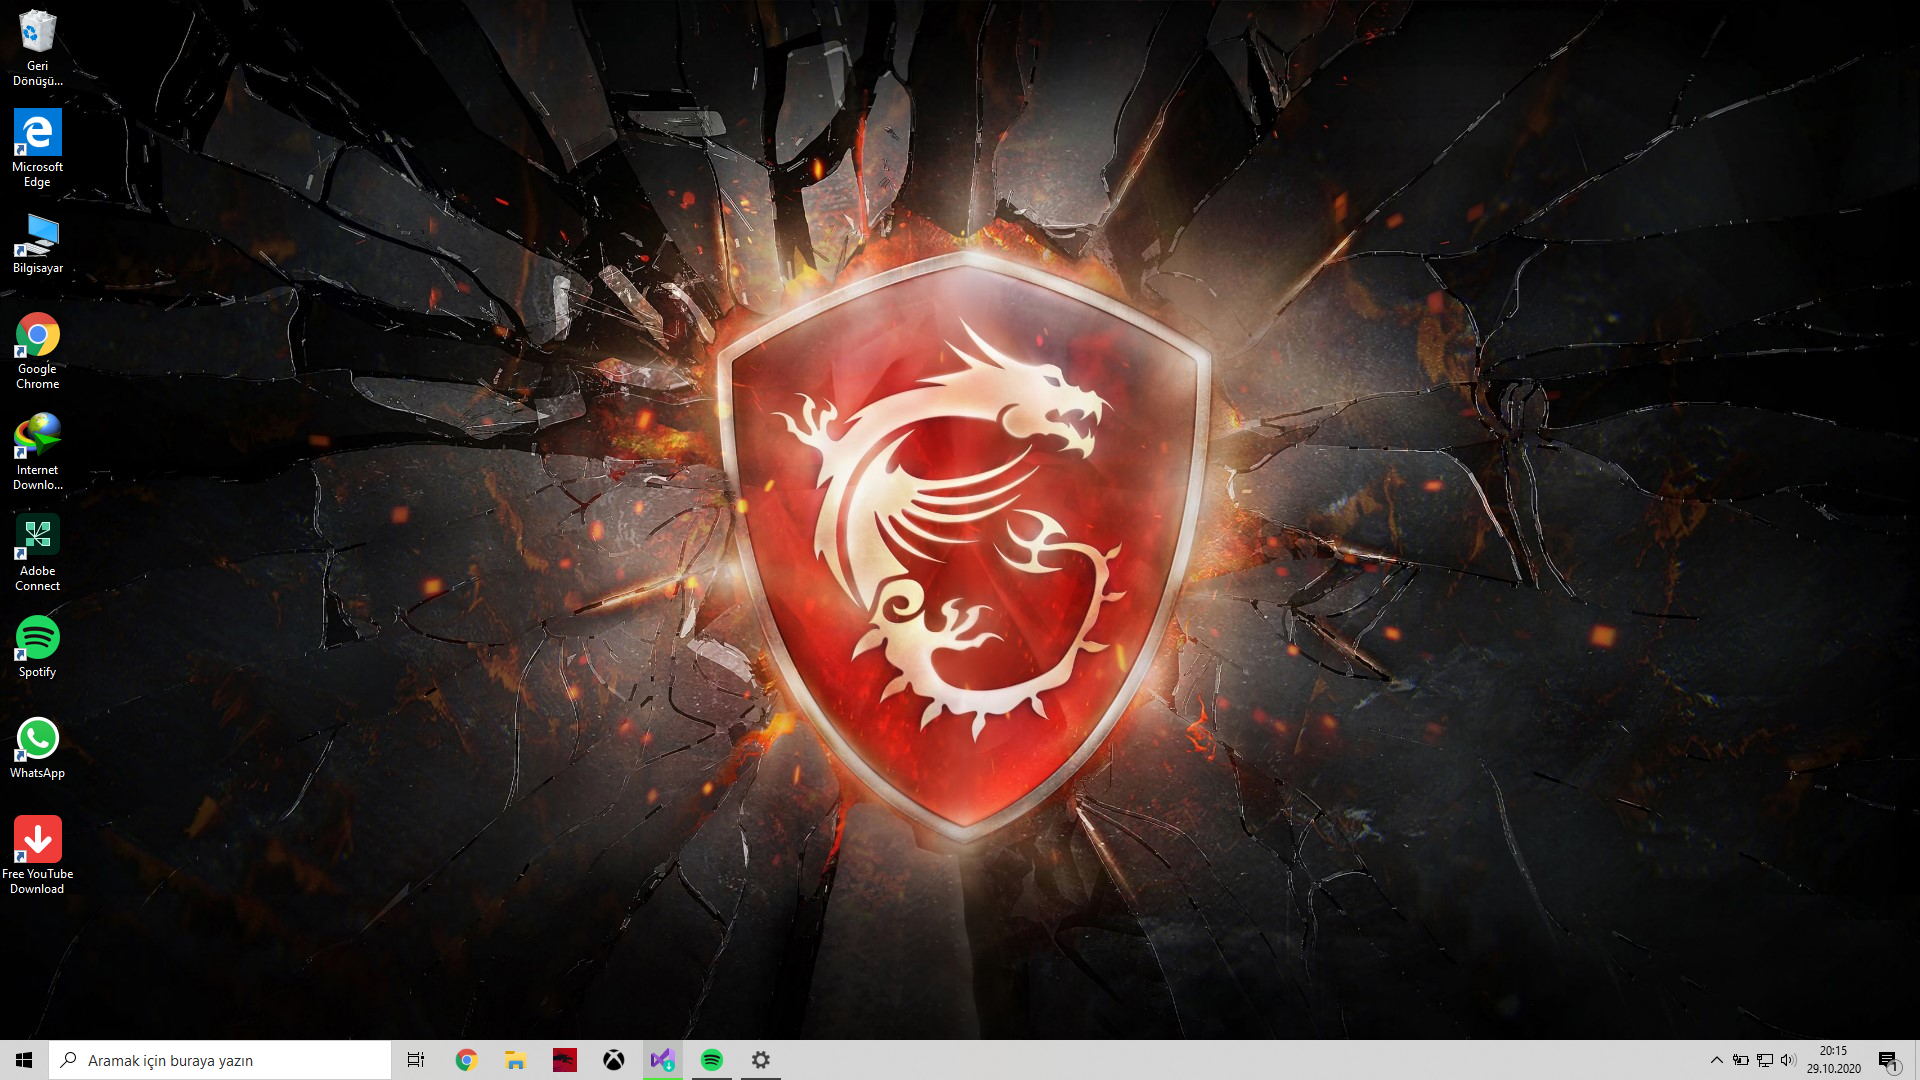 Geri
Dönüşü...
Microsoft
Edge
Bilgisayar
Google
Chrome
Internet
Downlo...
Adobe
Connect
Spotify
WhatsApp
Free YouTube
Download
Aramak için buraya yazın
20:15
29.10.2020
1